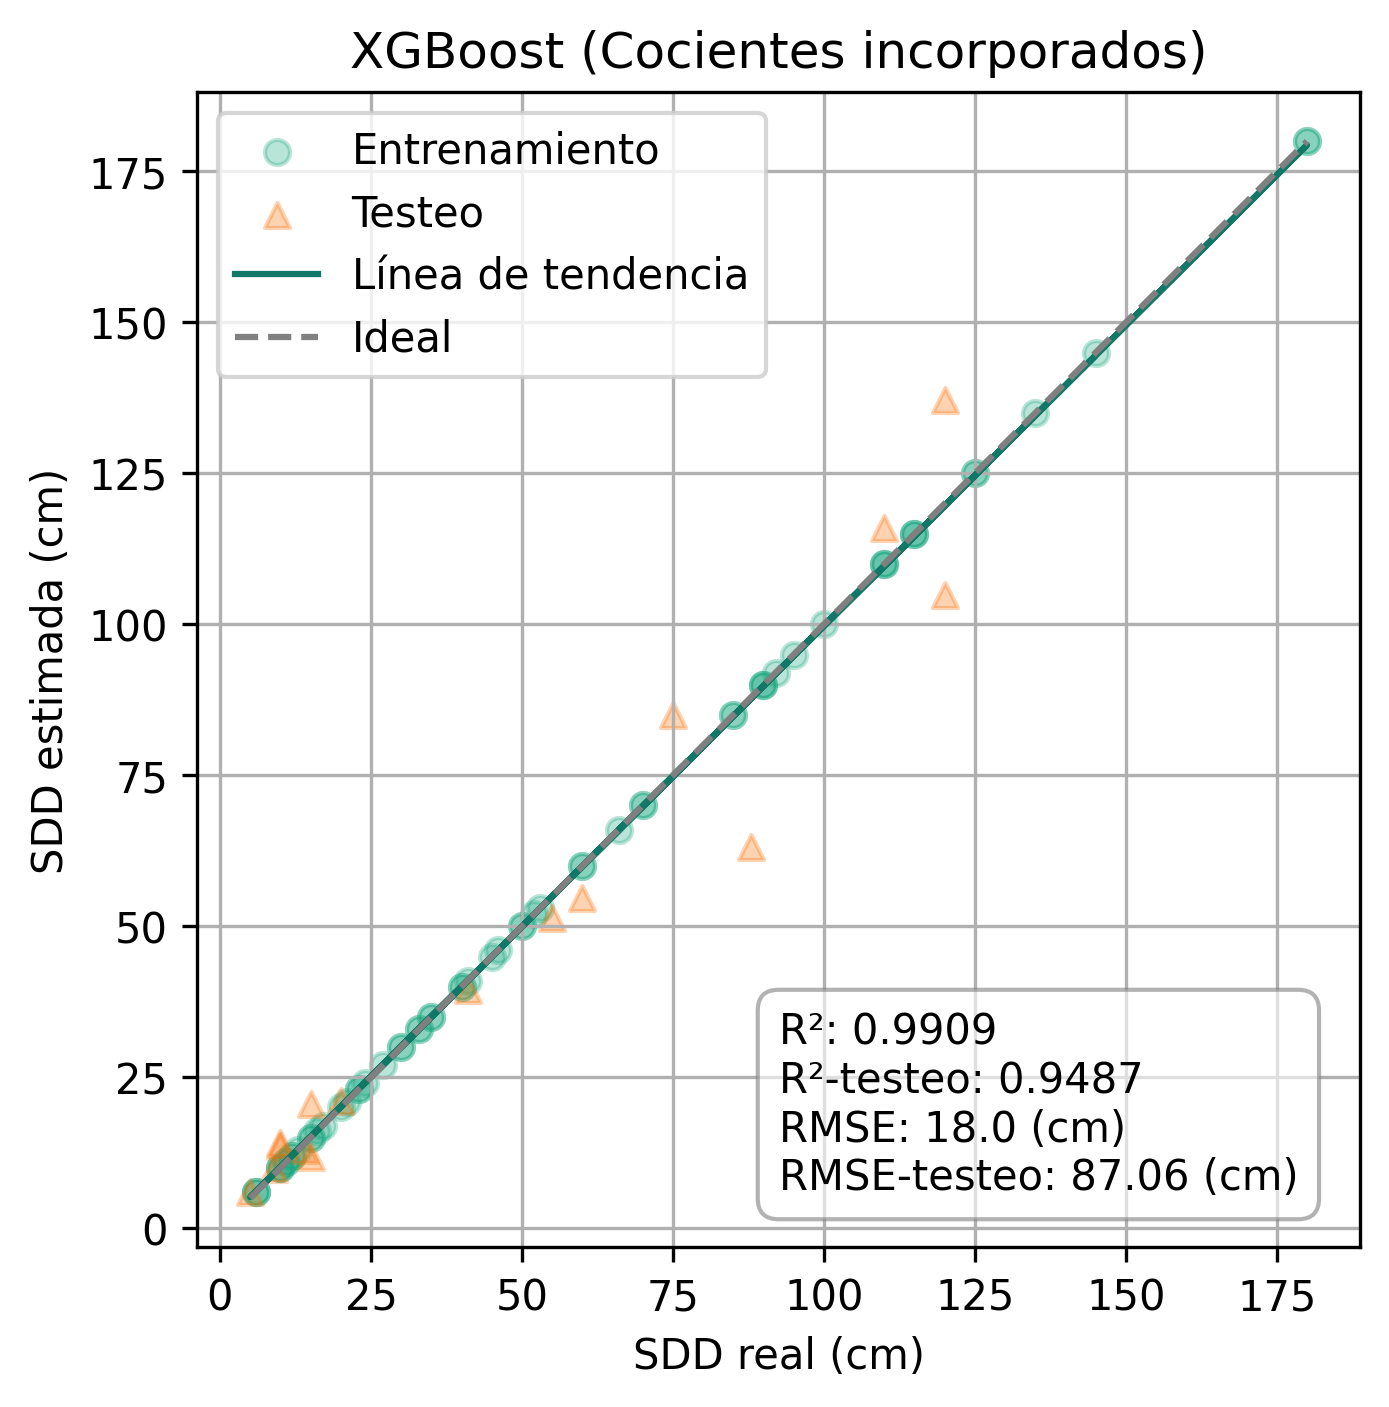 XGBoost (Cocientes incorporados)
Entrenamiento
Testeo
Línea de tendencia
Ideal
175
150
125
100
75
50
25
0
SDD estimada (cm)
R²: 0.9909
R²-testeo: 0.9487
RMSE: 18.0 (cm)
RMSE-testeo: 87.06 (cm)
0 25 50 75 100 125 150 175
SDD real (cm)